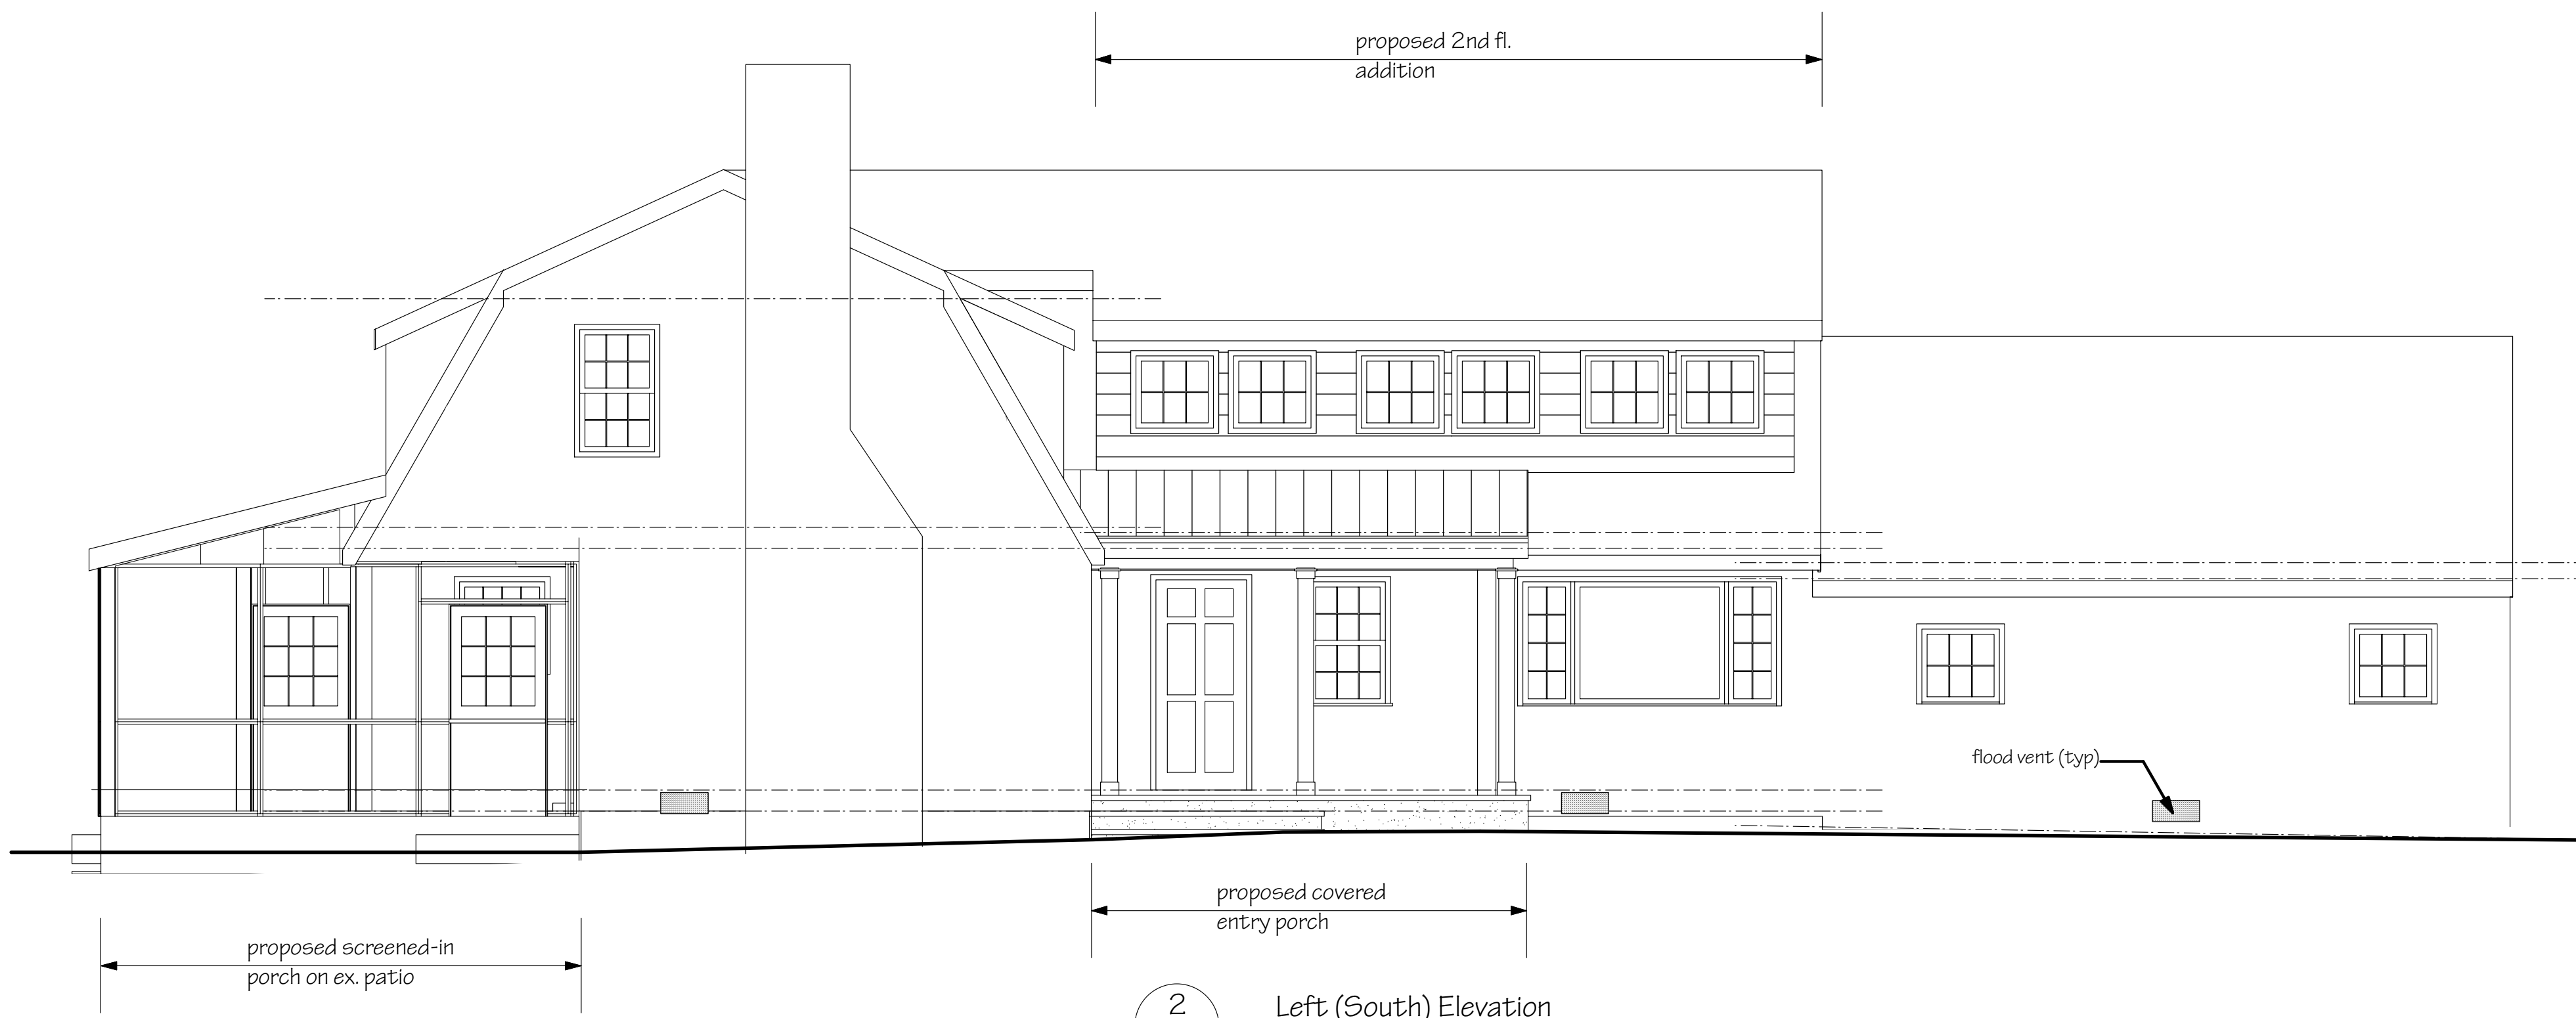 proposed 2nd fl.
addition
flood vent (typ)
proposed covered
entry porch
proposed screened-in
porch on ex. patio
2
Left (South) Elevation